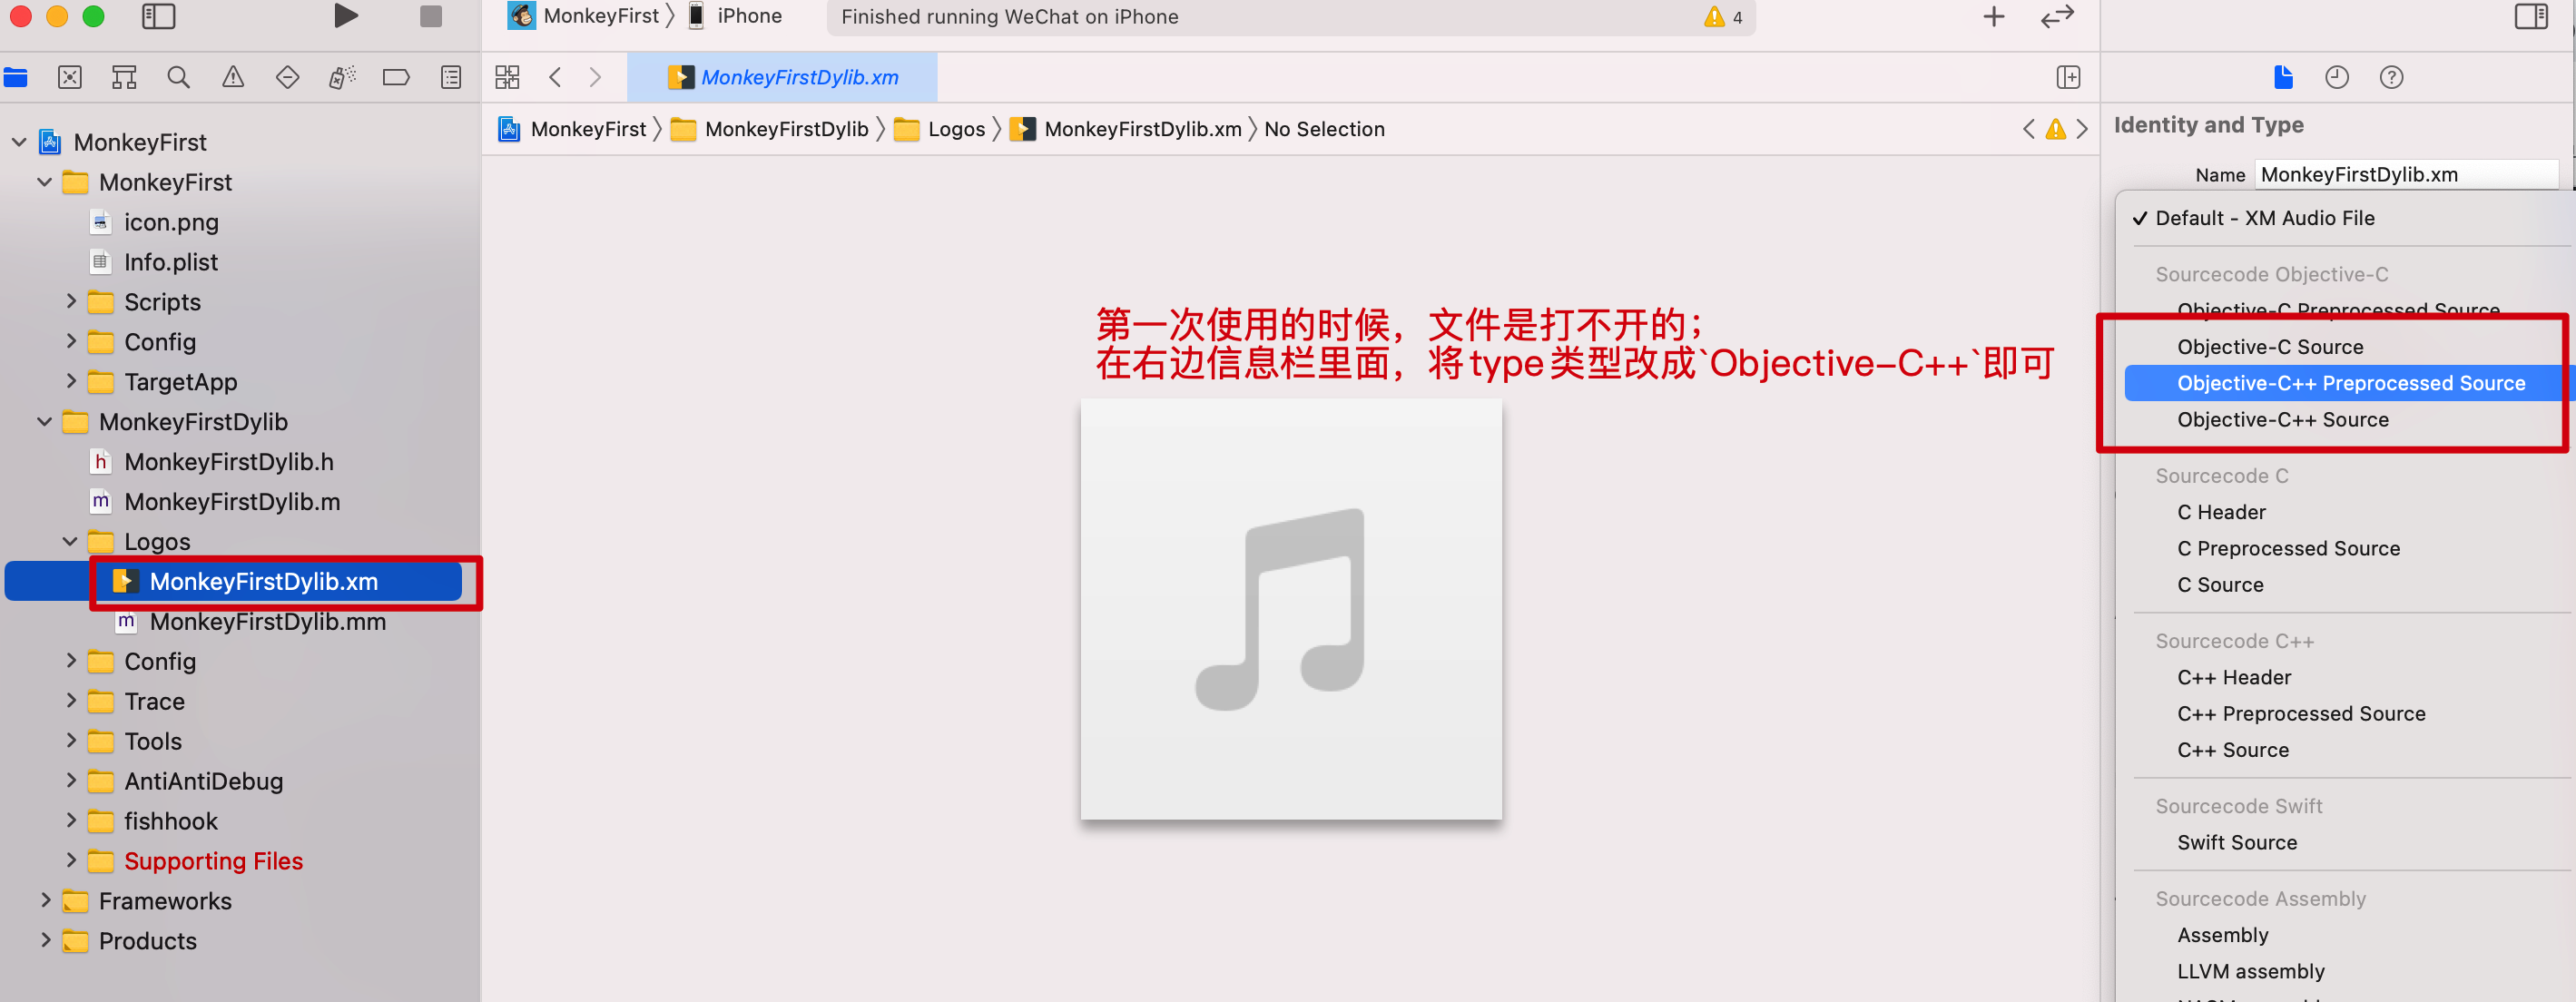 MonkeyFirst 〉 iPhone
Finished running WeChat on iPhone
4
MonkeyFirstDylib.xm
MonkeyFirst 〉 MonkeyFirstDylib 〉 Logos 〉 MonkeyFirstDylib.xm 〉 No Selection
MonkeyFirst
MonkeyFirst
icon.png
Info.plist
Scripts
Config
TargetApp
MonkeyFirstDylib
h MonkeyFirstDylib.h
m MonkeyFirstDylib.m
Logos
MonkeyFirstDylib.xm
m MonkeyFirstDylib.mm
Config
Trace
Tools
AntiAntiDebug
fishhook
Supporting Files
Frameworks
Products
第一次使用的时候，文件是打不开的；
在右边信息栏里面，将type类型改成`Objective-C++`即可
Identity and Type
Name MonkeyFirstDylib.xm
✓ Default - XM Audio File
Sourcecode Objective-C
Objective-C Preprocessed Source
Objective-C Source
Objective-C++ Preprocessed Source
Objective-C++ Source
Sourcecode C
C Header
C Preprocessed Source
C Source
Sourcecode C++
C++ Header
C++ Preprocessed Source
C++ Source
Sourcecode Swift
Swift Source
Sourcecode Assembly
Assembly
LLVM assembly